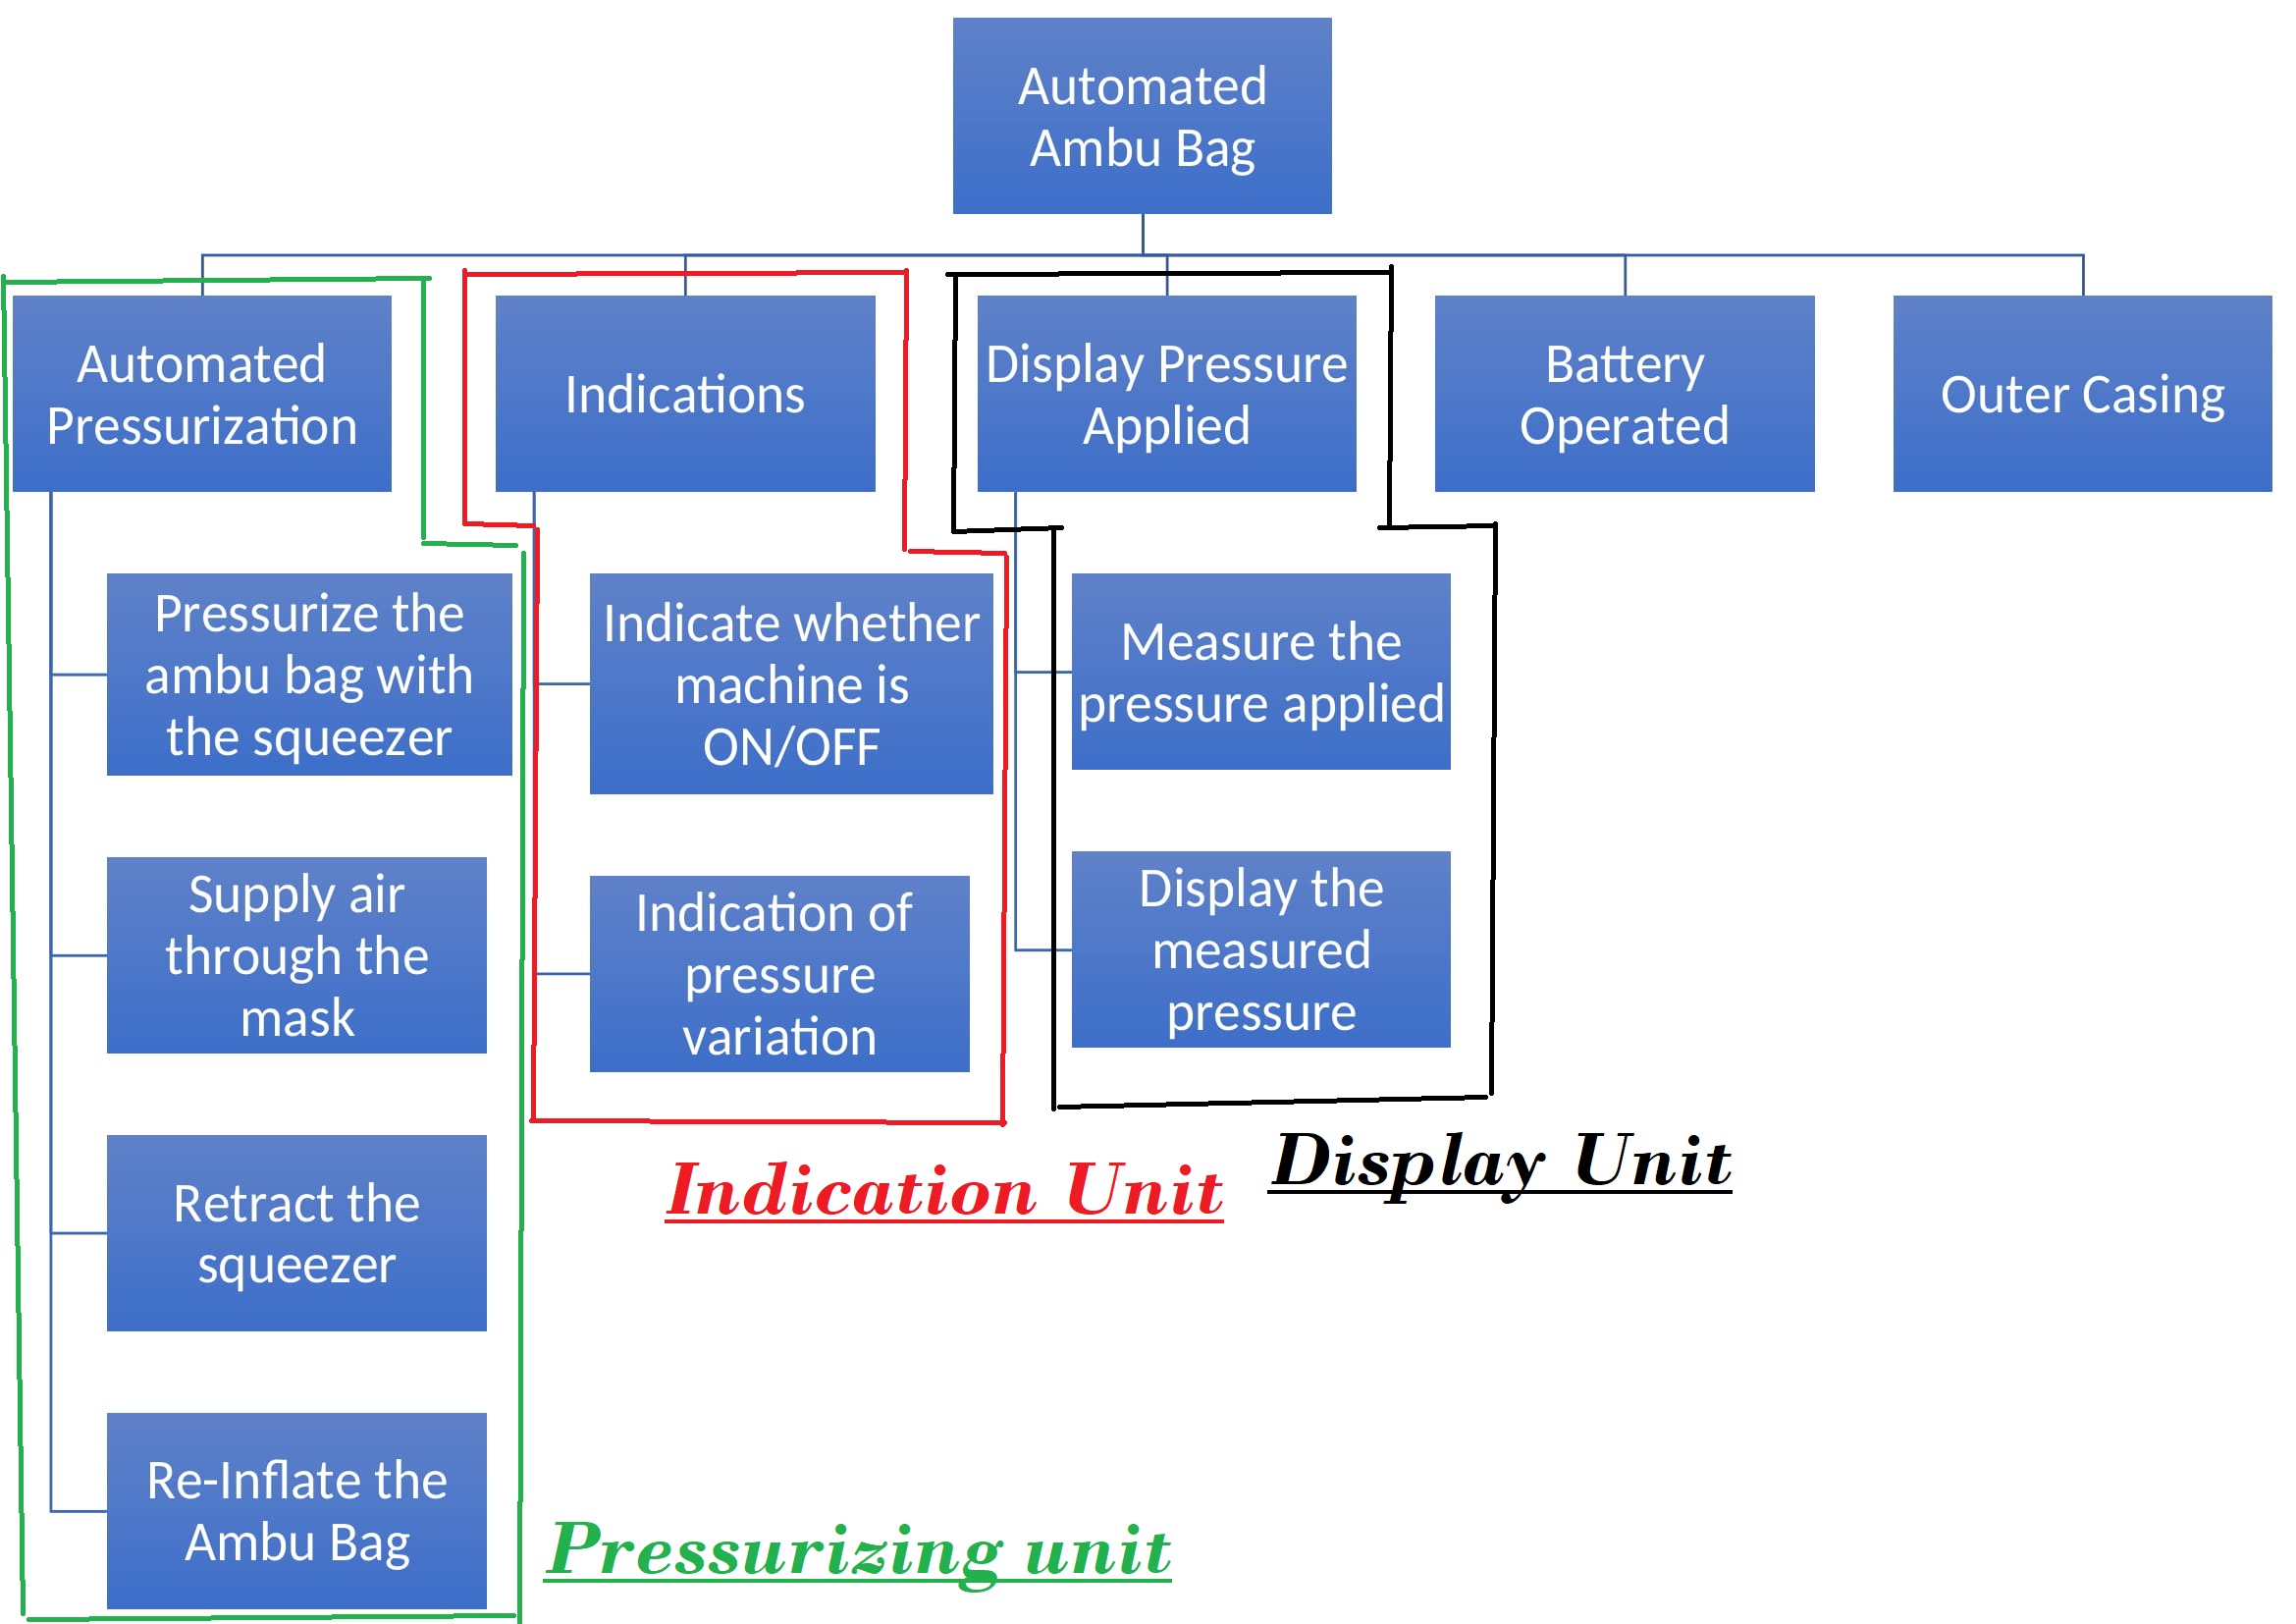 Automated
Ambu Bag
Automated
Pressurization
Indications
Display Pressure
Applied
Battery
Operated
Outer Casing
Pressurize the
ambu bag with
the squeezer
Supply air
through the
mask
Retract the
squeezer
Re-Inflate the
Ambu Bag
Indicate whether
machine is
ON/OFF
Indication of
pressure
variation
Measure the
pressure applied
Display the
measured
pressure
Indication Unit
Display Unit
Pressurizing unit